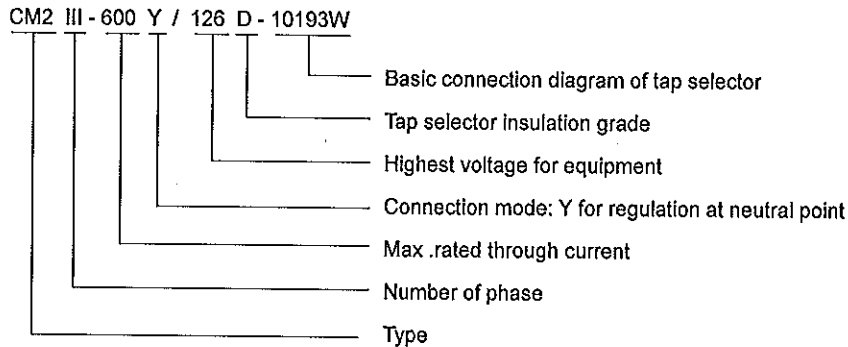 CM2 III - 600 Y / 126 D - 10193W
Basic connection diagram of tap selector
Tap selector insulation grade
Highest voltage for equipment
Connection mode: Y for regulation at neutral point
Max .rated through current
Number of phase
Type